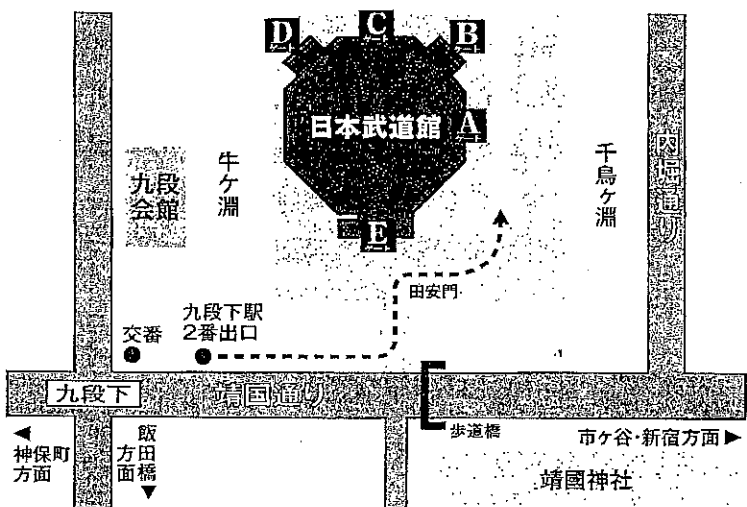 D
C
B
日本武道館
A
E
九段
会館
牛ケ淵
千鳥ヶ淵
内堀通り
田安門
九段下駅
2番出口
交番
九段下
靖国通り
歩道橋
神保町
方面
飯田橋
方面
市ケ谷・新宿方面
靖國神社